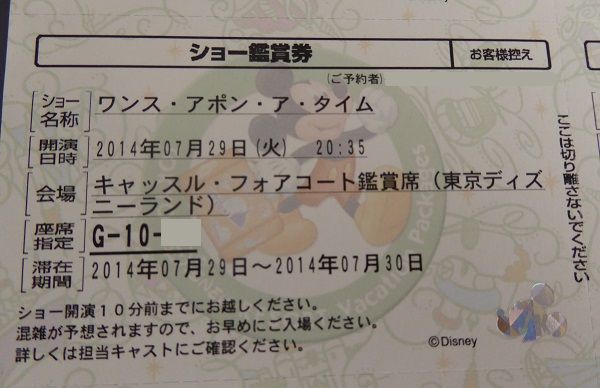 ショー鑑賞券 お客様控え
(ご予約者)
ショー名称 ワンス・アポン・ア・タイム
開演日時 2014年07月29日(火) 20:35
会場 キャッスル・フォアコート鑑賞席（東京ディズ
ニーランド）
座席指定 G-10-
滞在期間 2014年07月29日～2014年07月30日
ショー開演１０分前までにお越しください。
混雑が予想されますので、お早めにご入場ください。
詳しくは担当キャストにご確認ください。
©Disney
ここは切り離さないでください
Vacation Packages